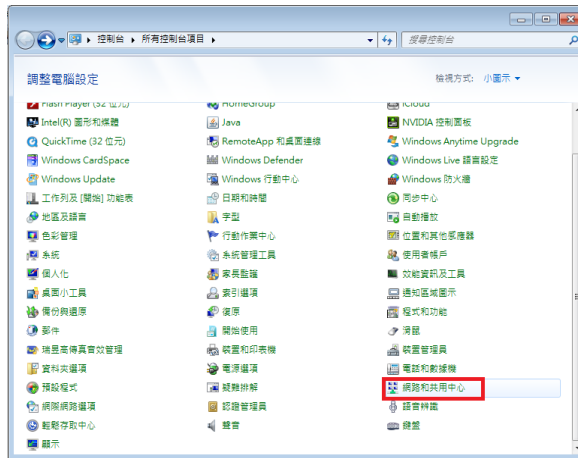 控制台 ▸ 所有控制台項目 ▸
搜尋控制台
調整電腦設定
檢視方式: 小圖示
Flash Player (32 位元) HomeGroup iCloud
Intel(R) 圖形和媒體 Java NVIDIA 控制面板
QuickTime (32 位元) RemoteApp 和桌面連線 Windows Anytime Upgrade
Windows CardSpace Windows Defender Windows Live 語言設定
Windows Update Windows 行動中心 Windows 防火牆
工作列及 [開始] 功能表 日期和時間 同步中心
地區及語言 字型 自動播放
色彩管理 行動作業中心 位置和其他感應器
系統 系統管理工具 使用者帳戶
個人化 家長監護 效能資訊及工具
桌面小工具 索引選項 通知區域圖示
備份與還原 復原 程式和功能
郵件 開始使用 滑鼠
瑞昱高傳真音效管理 裝置和印表機 裝置管理員
資料夾選項 電源選項 電話和數據機
預設程式 疑難排解 網路和共用中心
網際網路選項 認證管理員 語音辨識
輕鬆存取中心 聲音 鍵盤
顯示